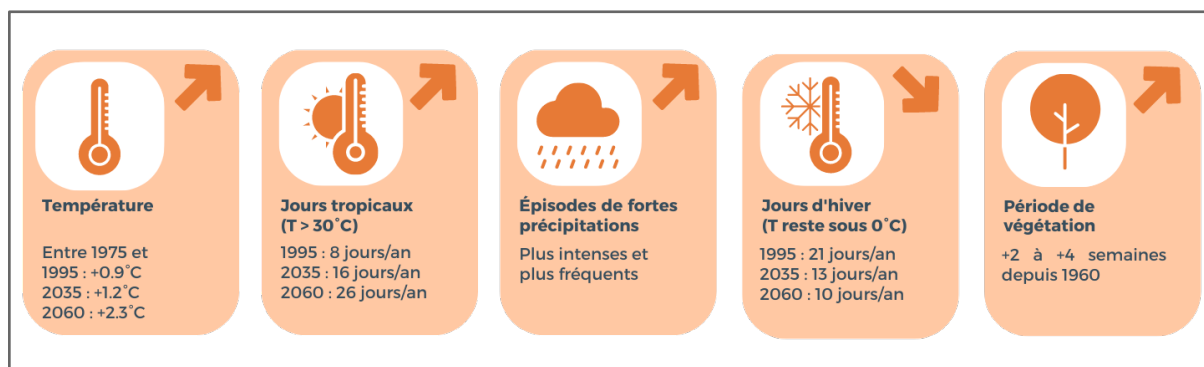 Température
Entre 1975 et
1995 : +0.9°C
2035 : +1.2°C
2060 : +2.3°C
Jours tropicaux
(T > 30°C)
1995 : 8 jours/an
2035 : 16 jours/an
2060 : 26 jours/an
Épisodes de fortes
précipitations
Plus intenses et
plus fréquents
Jours d'hiver
(T reste sous 0°C)
1995 : 21 jours/an
2035 : 13 jours/an
2060 : 10 jours/an
Période de
végétation
+2 à +4 semaines
depuis 1960